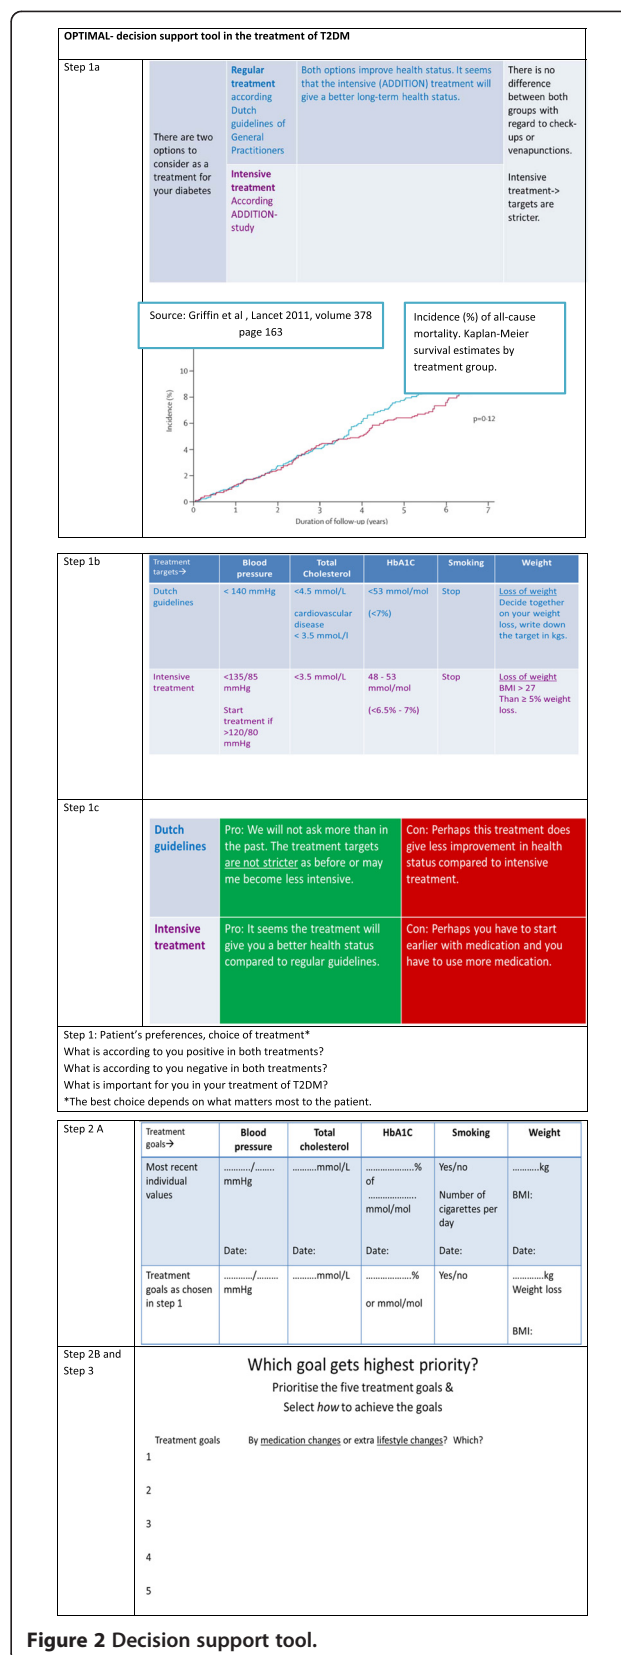 OPTIMAL- decision support tool in the treatment of T2DM
Step 1a
There are two
options to
consider as a
treatment for
your diabetes
Regular
treatment
according
Dutch
guidelines of
General
Practitioners
Both options improve health status. It seems
that the intensive (ADDITION) treatment will
give a better long-term health status.
There is no
difference
between both
groups with
regard to check-
ups or
venapunctions.
Intensive
treatment->
targets are
stricter.
Intensive
treatment
According
ADDITION-
study
Source: Griffin et al , Lancet 2011, volume 378
page 163
Incidence (%) of all-cause
mortality. Kaplan-Meier
survival estimates by
treatment group.
Incidence (%)
10
8
6
4
2
0
p=0·12
0 1 2 3 4 5 6 7
Duration of follow-up (years)
Step 1b
Treatment
targets→
Blood
pressure
Total
Cholesterol
HbA1C
Smoking
Weight
Dutch
guidelines
< 140 mmHg
<4.5 mmol/L
cardiovascular
disease
< 3.5 mmoL/l
<53 mmol/mol
(<7%)
Stop
Loss of weight
Decide together
on your weight
loss, write down
the target in kgs.
Intensive
treatment
<135/85
mmHg
Start
treatment if
>120/80
mmHg
<3.5 mmol/L
48 - 53
mmol/mol
(<6.5% - 7%)
Stop
Loss of weight
BMI > 27
Than ≥ 5% weight
loss.
Step 1c
Dutch
guidelines
Pro: We will not ask more than in
the past. The treatment targets
are not stricter as before or may
me become less intensive.
Con: Perhaps this treatment does
give less improvement in health
status compared to intensive
treatment.
Intensive
treatment
Pro: It seems the treatment will
give you a better health status
compared to regular guidelines.
Con: Perhaps you have to start
earlier with medication and you
have to use more medication.
Step 1: Patient’s preferences, choice of treatment*
What is according to you positive in both treatments?
What is according to you negative in both treatments?
What is important for you in your treatment of T2DM?
*The best choice depends on what matters most to the patient.
Step 2 A
Treatment
goals→
Blood
pressure
Total
cholesterol
HbA1C
Smoking
Weight
Most recent
individual
values
.........../........
mmHg
Date:
..........mmol/L
Date:
....................%
of
....................
mmol/mol
Date:
Yes/no
Number of
cigarettes per
day
Date:
...........kg
BMI:
Date:
Treatment
goals as chosen
in step 1
............/.........
mmHg
..........mmol/L
...................%
or mmol/mol
Yes/no
.............kg
Weight loss
BMI:
Step 2B and
Step 3
Which goal gets highest priority?
Prioritise the five treatment goals &
Select how to achieve the goals
Treatment goals By medication changes or extra lifestyle changes? Which?
1
2
3
4
5
Figure 2 Decision support tool.